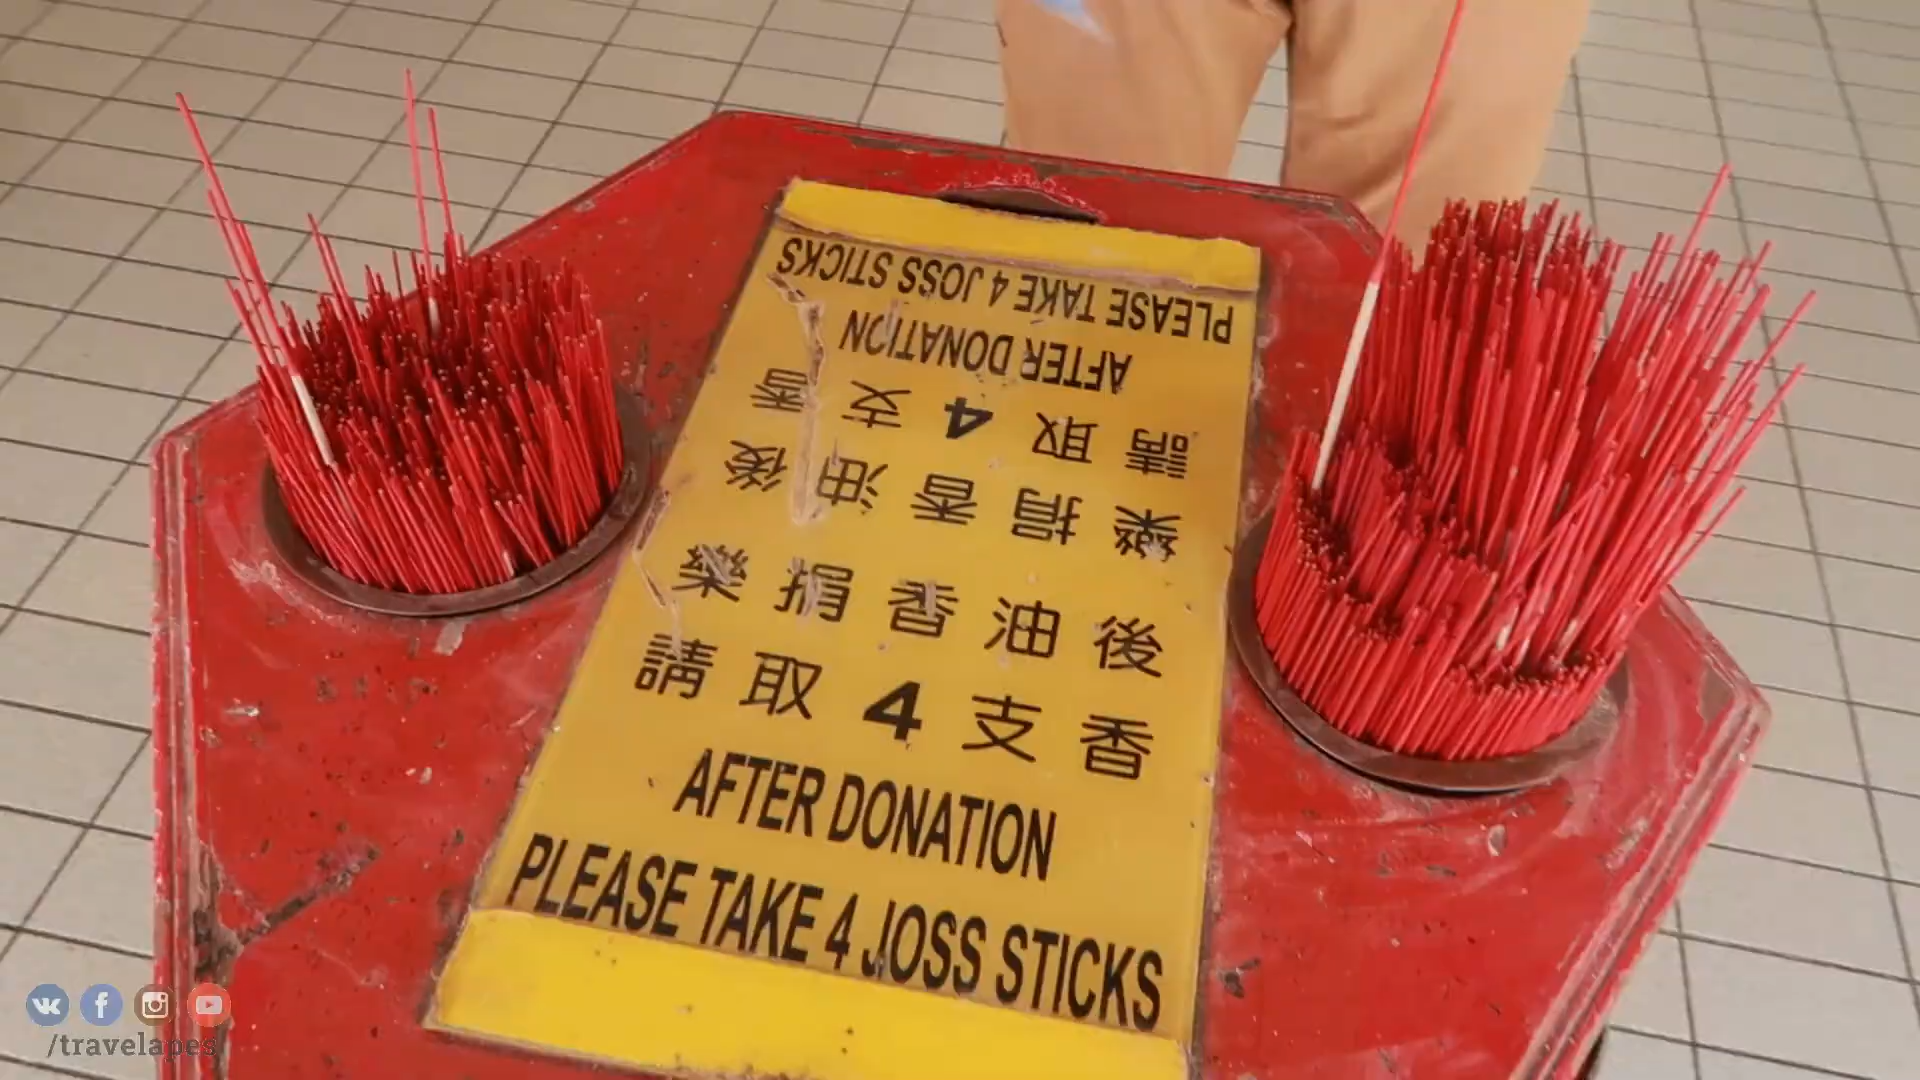 PLEASE TAKE 4 JOSS STICKS
AFTER DONATION
請取4支香
樂捐香油後
樂捐香油後
請取4支香
AFTER DONATION
PLEASE TAKE 4 JOSS STICKS
/travelapes